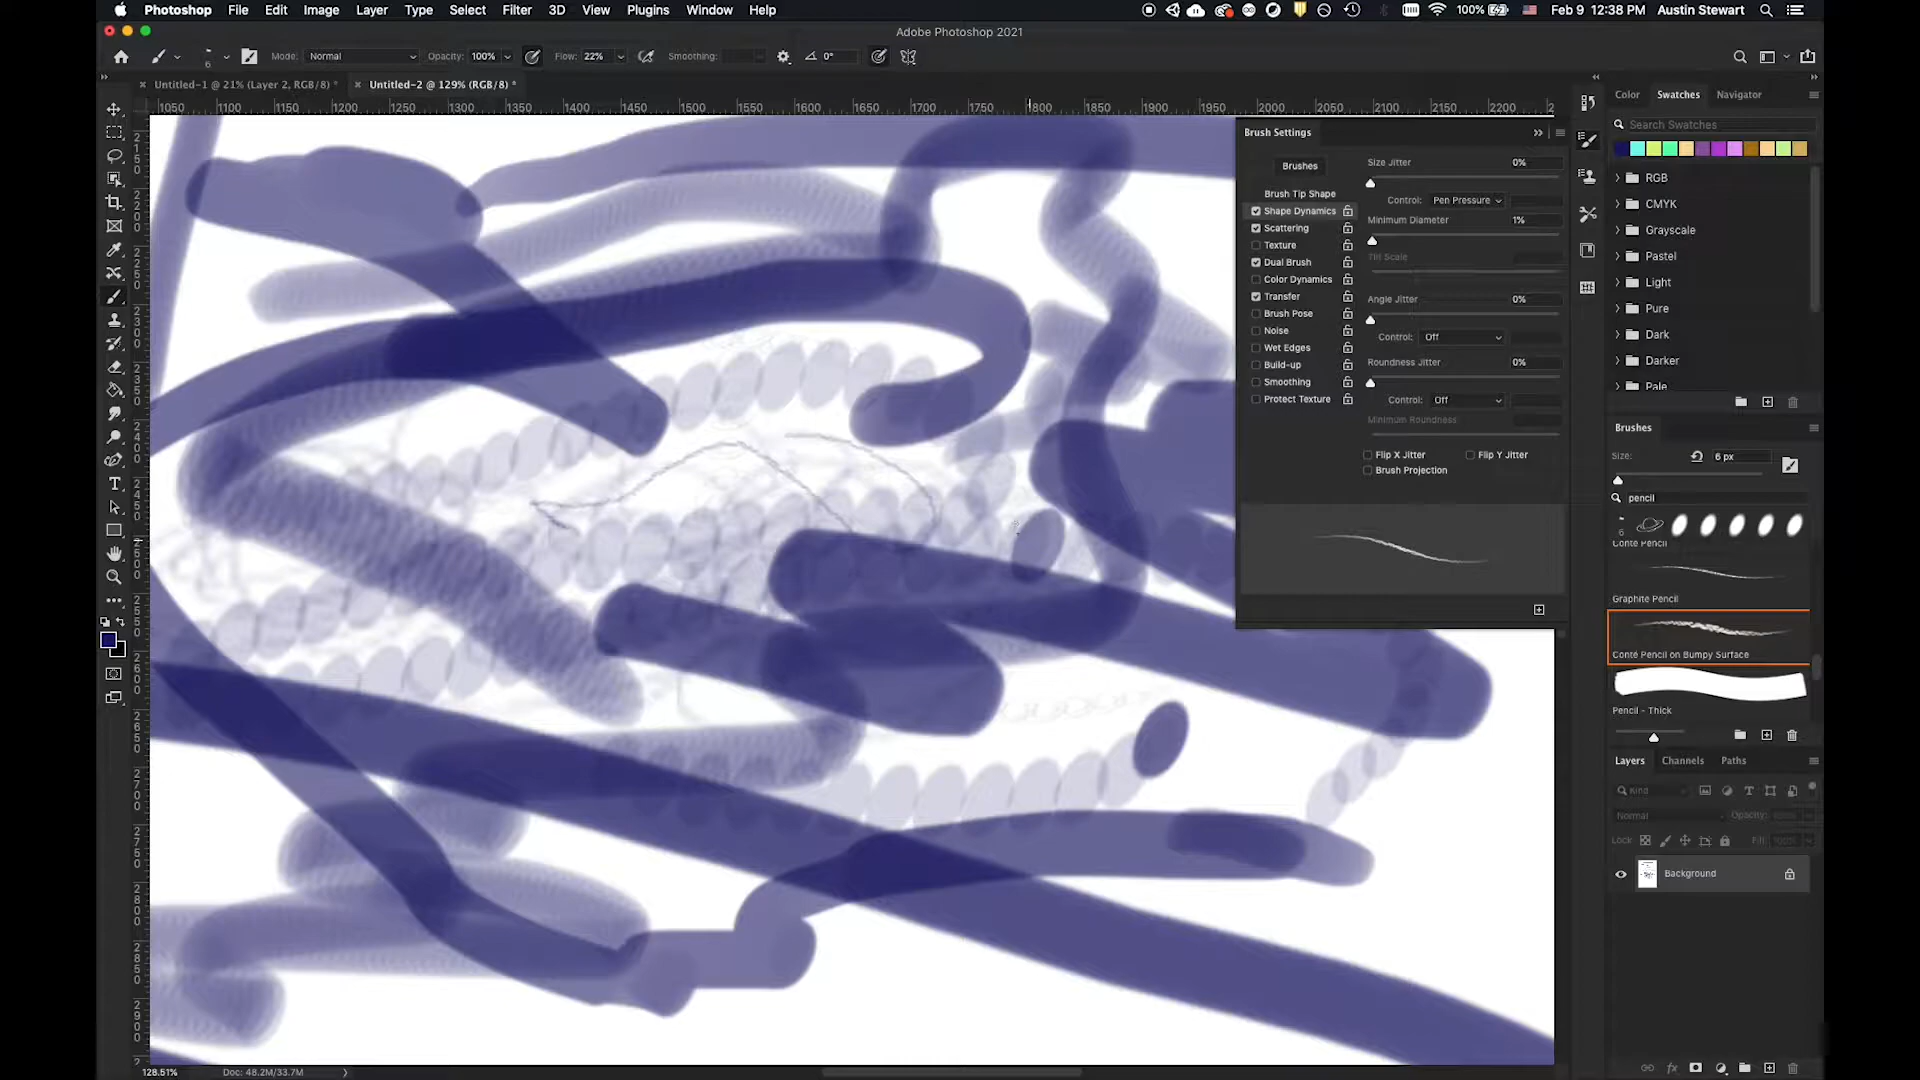 Photoshop File Edit Image Layer Type Select Filter 3D View Plugins Window Help 100% Feb 9 12:38 PM Austin Stewart
Adobe Photoshop 2021
6 Mode: Normal Opacity: 100% Flow: 22% Smoothing: 0°
Untitled-1 @ 21% (Layer 2, RGB/8) * Untitled-2 @ 129% (RGB/8) *
1050 1100 1150 1200 1250 1300 1350 1400 1450 1500 1550 1600 1650 1700 1750 1800 1850 1900 1950 2000 2050 2100 2150 2200 2
Brush Settings
Brushes
Brush Tip Shape
Shape Dynamics
Scattering
Texture
Dual Brush
Color Dynamics
Transfer
Brush Pose
Noise
Wet Edges
Build-up
Smoothing
Protect Texture
Size Jitter 0%
Control: Pen Pressure
Minimum Diameter 1%
Tilt Scale
Angle Jitter 0%
Control: Off
Roundness Jitter 0%
Control: Off
Minimum Roundness
Flip X Jitter Flip Y Jitter
Brush Projection
Color Swatches Navigator
Search Swatches
RGB
CMYK
Grayscale
Pastel
Light
Pure
Dark
Darker
Pale
Brushes
Size: 6 px
pencil
6
Conte Pencil
Graphite Pencil
Conté Pencil on Bumpy Surface
Pencil - Thick
Layers Channels Paths
Kind
Normal Opacity:
Lock: Fill:
Background
128.51% Doc: 48.2M/33.7M